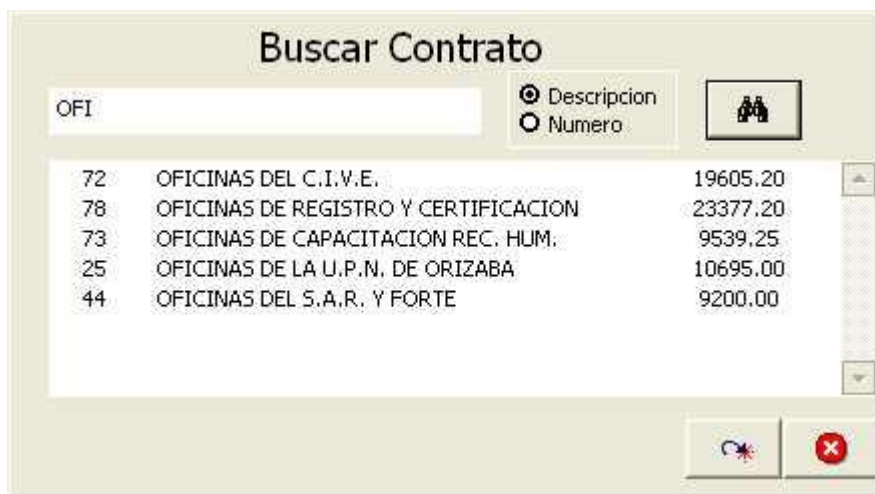 Buscar Contrato
OFI
Descripcion
Numero
72 OFICINAS DEL C.I.V.E. 19605.20
78 OFICINAS DE REGISTRO Y CERTIFICACION 23377.20
73 OFICINAS DE CAPACITACION REC. HUM. 9539.25
25 OFICINAS DE LA U.P.N. DE ORIZABA 10695.00
44 OFICINAS DEL S.A.R. Y FORTE 9200.00